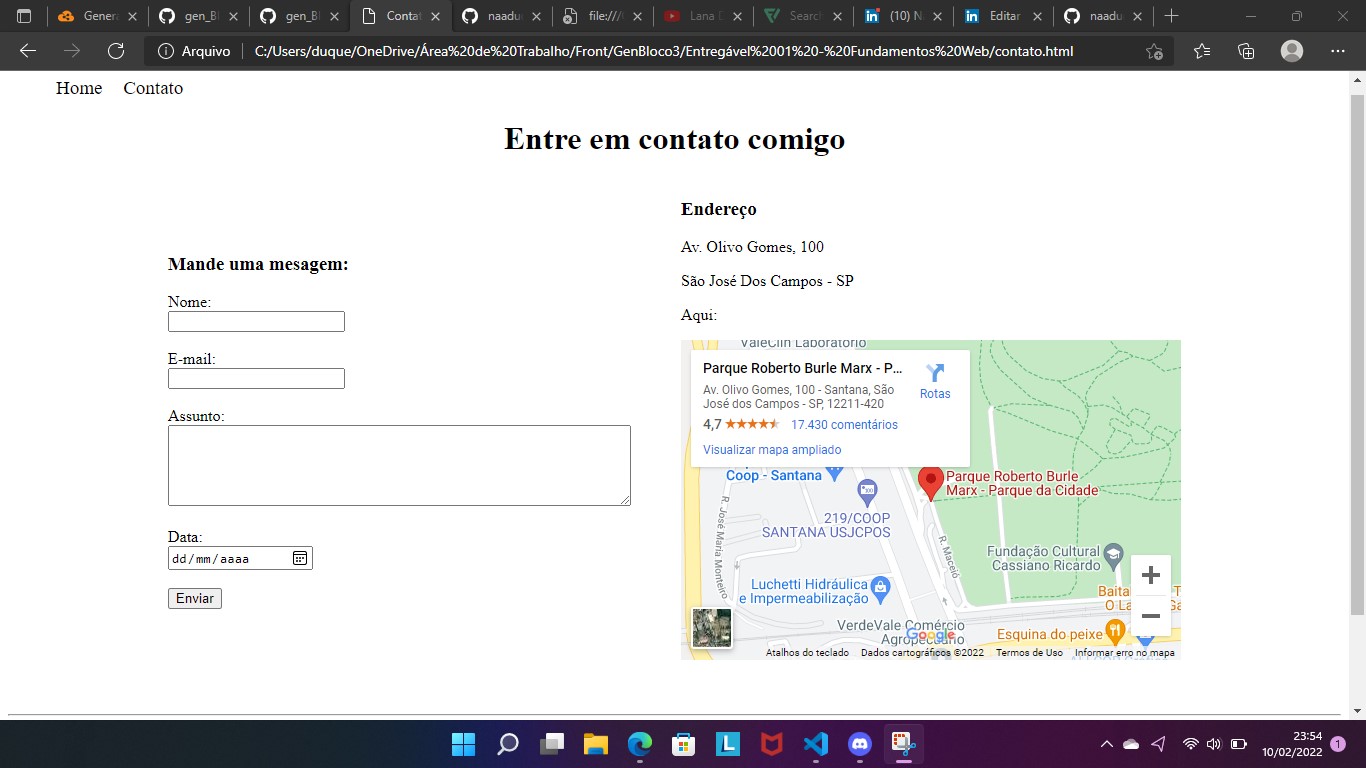 Genera
gen_Bl
gen_Bl
Contat
naadu
file:///
Lana D
Search
(10) N
Editar
naadu
Arquivo
C:/Users/duque/OneDrive/Área%20de%20Trabalho/Front/GenBloco3/Entregável%2001%20-%20Fundamentos%20Web/contato.html
Home Contato
Entre em contato comigo
Mande uma mesagem:
Nome:
E-mail:
Assunto:
Data:
dd/mm/aaaa
Enviar
Endereço
Av. Olivo Gomes, 100
São José Dos Campos - SP
Aqui:
ValeClin Laboratório
Parque Roberto Burle Marx - P...
Av. Olivo Gomes, 100 - Santana, São
José dos Campos - SP, 12211-420
4,7
17.430 comentários
Visualizar mapa ampliado
Rotas
Coop - Santana
Parque Roberto Burle
Marx - Parque da Cidade
219/COOP
SANTANA USJCPOS
R. José Maria Monteiro
R. Maceió
Fundação Cultural
Cassiano Ricardo
Luchetti Hidráulica
e Impermeabilização
VerdeVale Comércio
Agropecuário
Google
Esquina do peixe
Atalhos do teclado
Dados cartográficos ©2022
Termos de Uso
Informar erro no mapa
23:54
10/02/2022
1